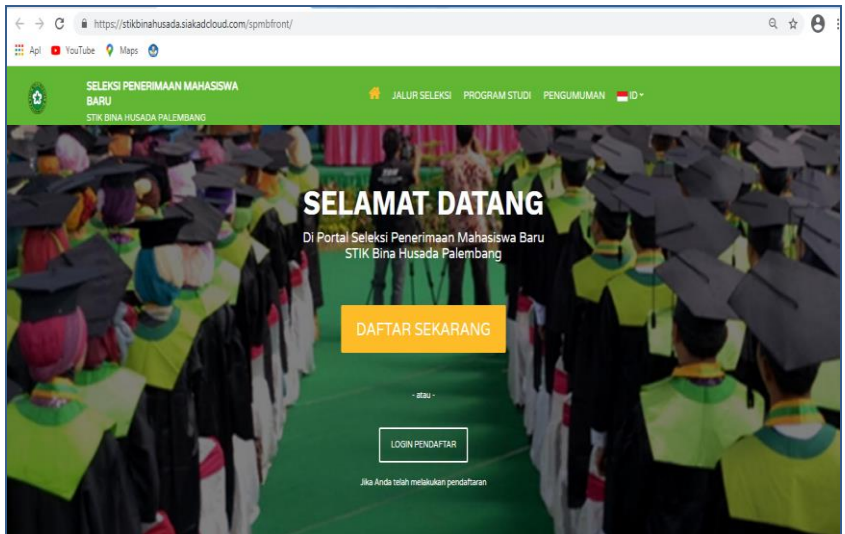 https://stikbinahusada.siakadcloud.com/spmbfront/
Apl YouTube Maps
SELEKSI PENERIMAAN MAHASISWA
BARU
STIK BINA HUSADA PALEMBANG
JALUR SELEKSI PROGRAM STUDI PENGUMUMAN ID
SELAMAT DATANG
Di Portal Seleksi Penerimaan Mahasiswa Baru
STIK Bina Husada Palembang
DAFTAR SEKARANG
- atau -
LOGIN PENDAFTAR
Jika Anda telah melakukan pendaftaran